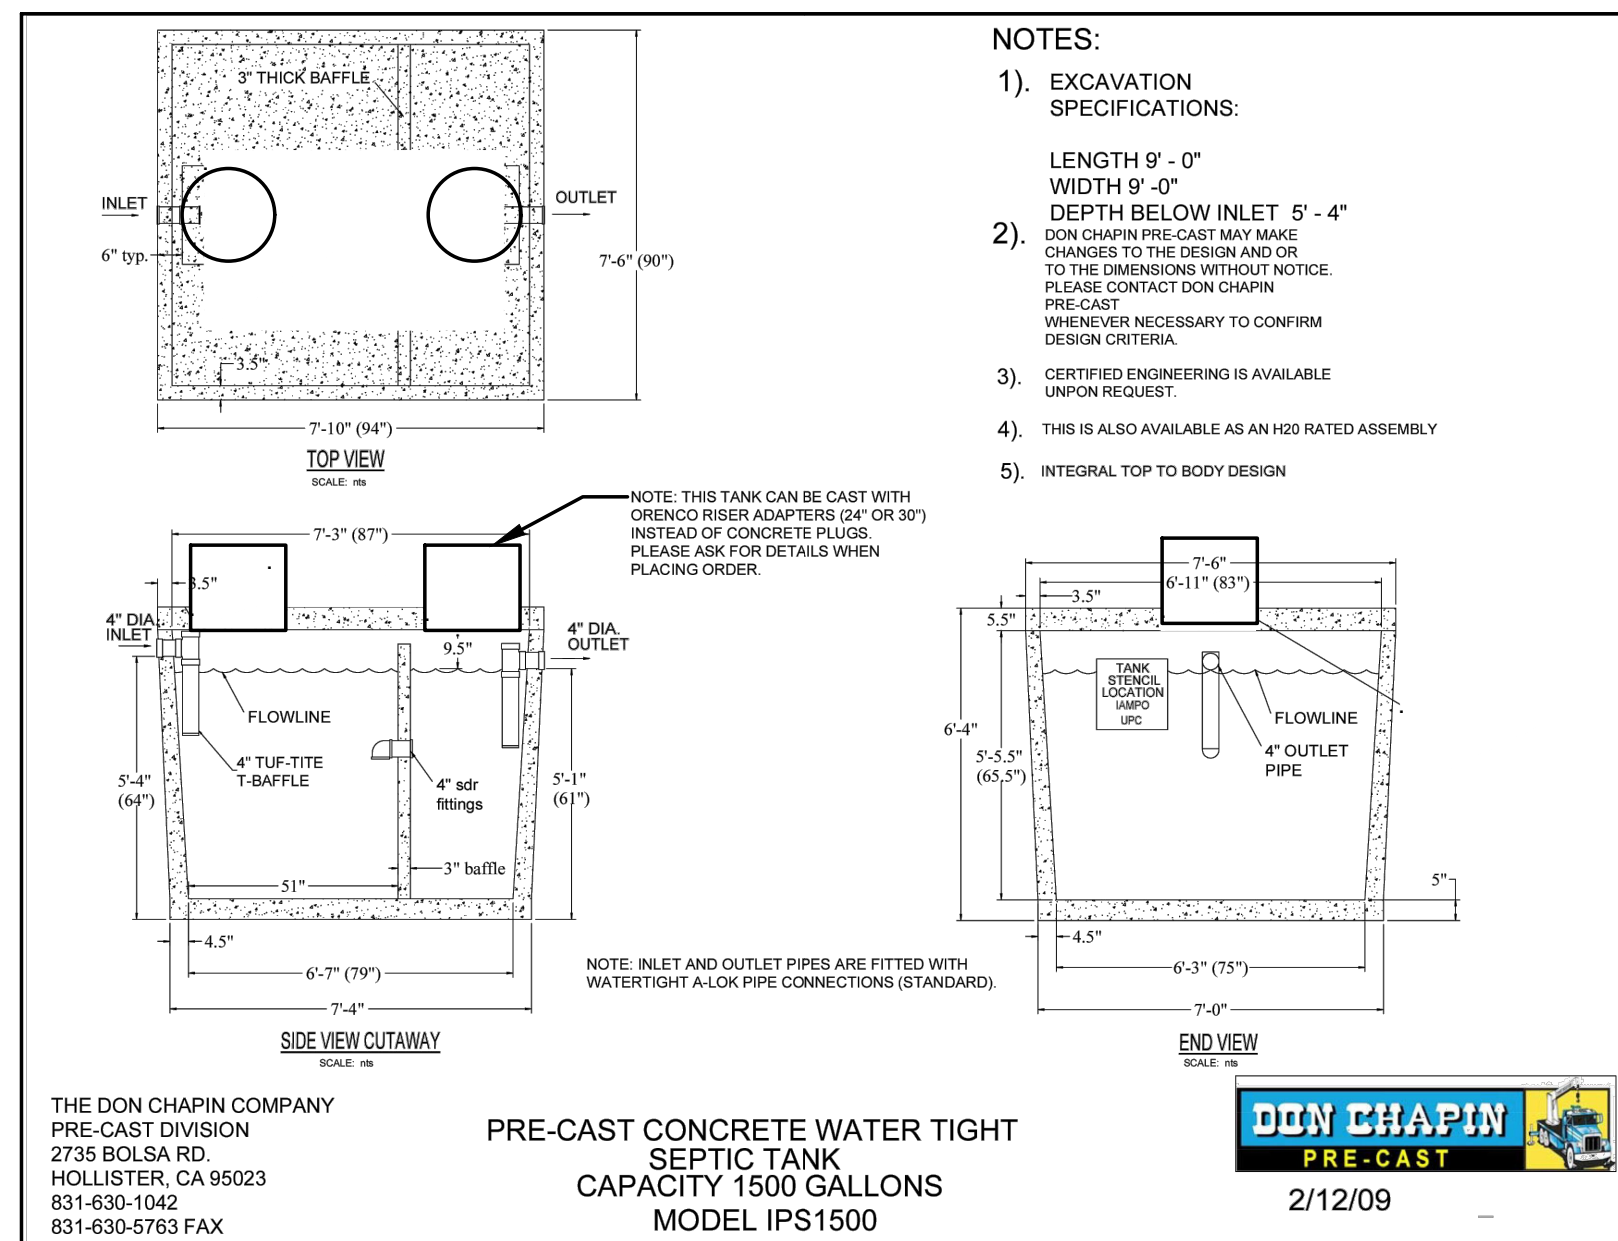 3" THICK BAFFLE
INLET
OUTLET
6" typ.
7'-6" (90")
3.5"
7'-10" (94")
TOP VIEW
SCALE: nts
NOTES:
1). EXCAVATION
SPECIFICATIONS:
LENGTH 9' - 0"
WIDTH 9' -0"
DEPTH BELOW INLET 5' - 4"
2). DON CHAPIN PRE-CAST MAY MAKE
CHANGES TO THE DESIGN AND OR
TO THE DIMENSIONS WITHOUT NOTICE.
PLEASE CONTACT DON CHAPIN
PRE-CAST
WHENEVER NECESSARY TO CONFIRM
DESIGN CRITERIA.
3). CERTIFIED ENGINEERING IS AVAILABLE
UNPON REQUEST.
4). THIS IS ALSO AVAILABLE AS AN H20 RATED ASSEMBLY
5). INTEGRAL TOP TO BODY DESIGN
NOTE: THIS TANK CAN BE CAST WITH
ORENCO RISER ADAPTERS (24" OR 30")
INSTEAD OF CONCRETE PLUGS.
PLEASE ASK FOR DETAILS WHEN
PLACING ORDER.
7'-3" (87")
3.5"
4" DIA.
INLET
9.5"
4" DIA.
OUTLET
FLOWLINE
4" TUF-TITE
T-BAFFLE
4" sdr
fittings
5'-4"
(64")
5'-1"
(61")
3" baffle
51"
4.5"
6'-7" (79")
7'-4"
SIDE VIEW CUTAWAY
SCALE: nts
NOTE: INLET AND OUTLET PIPES ARE FITTED WITH
WATERTIGHT A-LOK PIPE CONNECTIONS (STANDARD).
7'-6"
6'-11" (83")
3.5"
5.5"
TANK
STENCIL
LOCATION
IAMPO
UPC
FLOWLINE
4" OUTLET
PIPE
6'-4"
5'-5.5"
(65.5")
5"
4.5"
6'-3" (75")
7'-0"
END VIEW
SCALE: nts
THE DON CHAPIN COMPANY
PRE-CAST DIVISION
2735 BOLSA RD.
HOLLISTER, CA 95023
831-630-1042
831-630-5763 FAX
PRE-CAST CONCRETE WATER TIGHT
SEPTIC TANK
CAPACITY 1500 GALLONS
MODEL IPS1500
DON CHAPIN
PRE-CAST
2/12/09